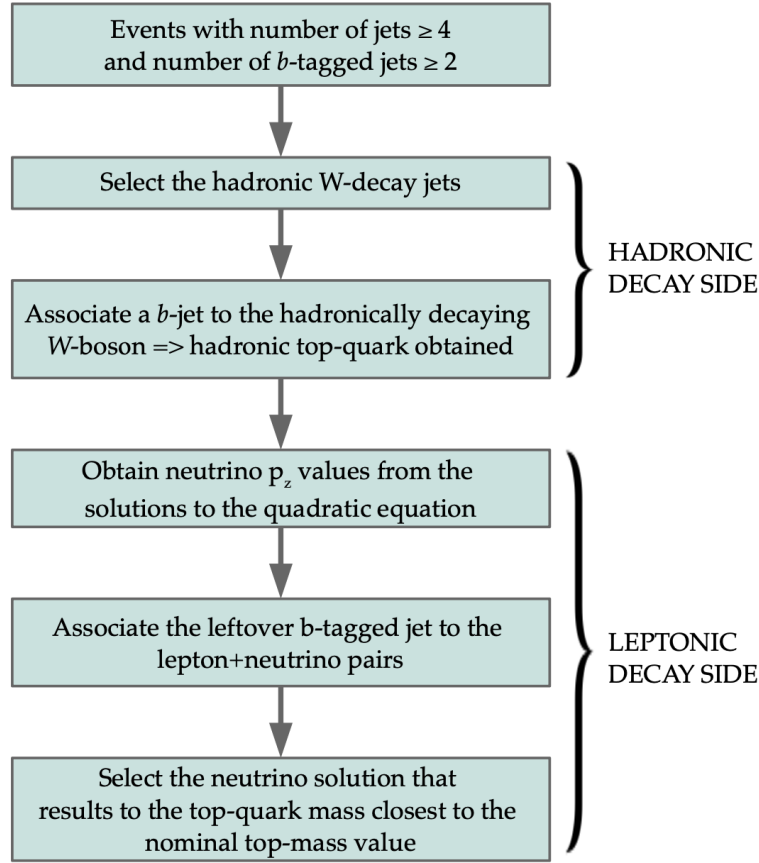 Events with number of jets ≥ 4
and number of b-tagged jets ≥ 2
Select the hadronic W-decay jets
Associate a b-jet to the hadronically decaying
W-boson => hadronic top-quark obtained
HADRONIC
DECAY SIDE
Obtain neutrino p_z values from the
solutions to the quadratic equation
Associate the leftover b-tagged jet to the
lepton+neutrino pairs
Select the neutrino solution that
results to the top-quark mass closest to the
nominal top-mass value
LEPTONIC
DECAY SIDE